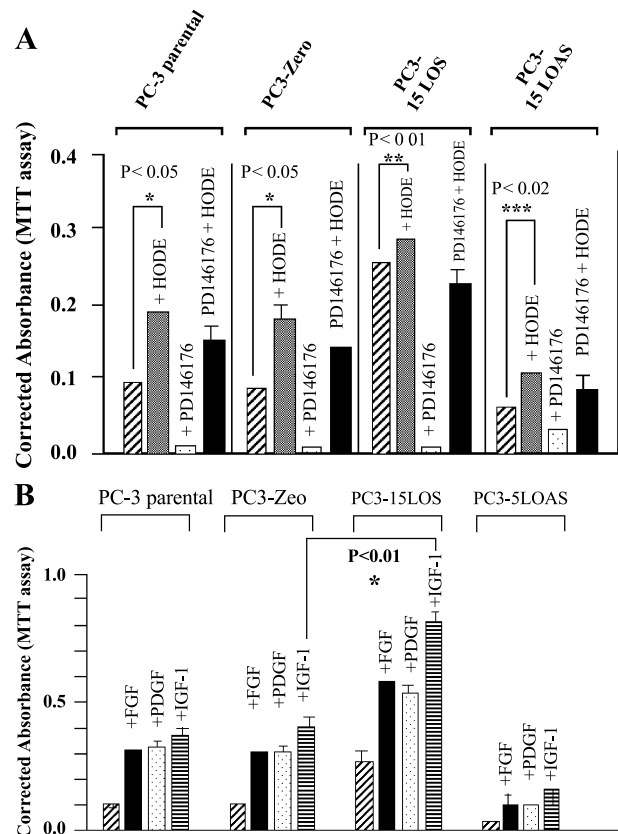 A
PC-3 parental
PC3-Zero
PC3-
15 LOS
PC3-
15 LOAS
Corrected Absorbance (MTT assay)
0.4
0.3
0.2
0.1
0.0
P< 0.05
*
+ HODE
+ PD146176
PD146176 + HODE
P< 0.05
*
+ HODE
+ PD146176
PD146176 + HODE
P< 0 01
**
+ HODE
+ PD146176
PD146176 + HODE
P< 0.02
***
+ HODE
+ PD146176
PD146176 + HODE
B
PC-3 parental
PC3-Zeo
PC3-15LOS
PC3-5LOAS
Corrected Absorbance (MTT assay)
1.0
0.5
0.0
P<0.01
*
+FGF
+PDGF
+IGF-1
+FGF
+PDGF
+IGF-1
+FGF
+PDGF
+IGF-1
+FGF
+PDGF
+IGF-1